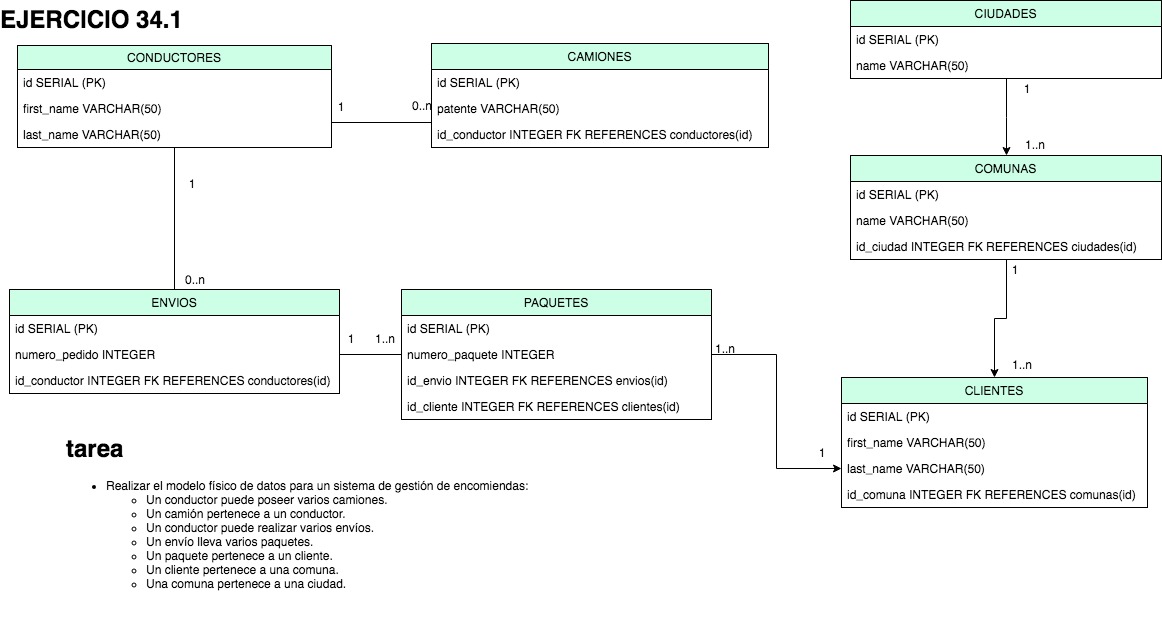 EJERCICIO 34.1
CONDUCTORES
id SERIAL (PK)
first_name VARCHAR(50)
last_name VARCHAR(50)
1
0..n
CAMIONES
id SERIAL (PK)
patente VARCHAR(50)
id_conductor INTEGER FK REFERENCES conductores(id)
CIUDADES
id SERIAL (PK)
name VARCHAR(50)
1
1..n
COMUNAS
id SERIAL (PK)
name VARCHAR(50)
id_ciudad INTEGER FK REFERENCES ciudades(id)
1
1..n
1
0..n
ENVIOS
id SERIAL (PK)
numero_pedido INTEGER
id_conductor INTEGER FK REFERENCES conductores(id)
1
1..n
PAQUETES
id SERIAL (PK)
numero_paquete INTEGER
id_envio INTEGER FK REFERENCES envios(id)
id_cliente INTEGER FK REFERENCES clientes(id)
1..n
1
CLIENTES
id SERIAL (PK)
first_name VARCHAR(50)
last_name VARCHAR(50)
id_comuna INTEGER FK REFERENCES comunas(id)
tarea
• Realizar el modelo físico de datos para un sistema de gestión de encomiendas:
○ Un conductor puede poseer varios camiones.
○ Un camión pertenece a un conductor.
○ Un conductor puede realizar varios envíos.
○ Un envío lleva varios paquetes.
○ Un paquete pertenece a un cliente.
○ Un cliente pertenece a una comuna.
○ Una comuna pertenece a una ciudad.